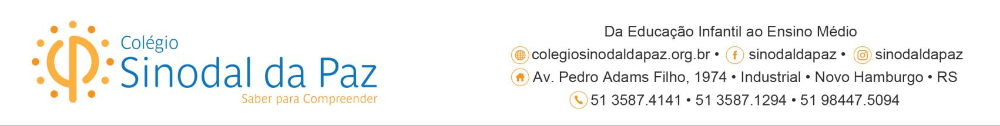 Colégio
Sinodal da Paz
Saber para Compreender
Da Educação Infantil ao Ensino Médio
colegiosinodaldapaz.org.br • sinodaldapaz • sinodaldapaz
Av. Pedro Adams Filho, 1974 • Industrial • Novo Hamburgo • RS
51 3587.4141 • 51 3587.1294 • 51 98447.5094